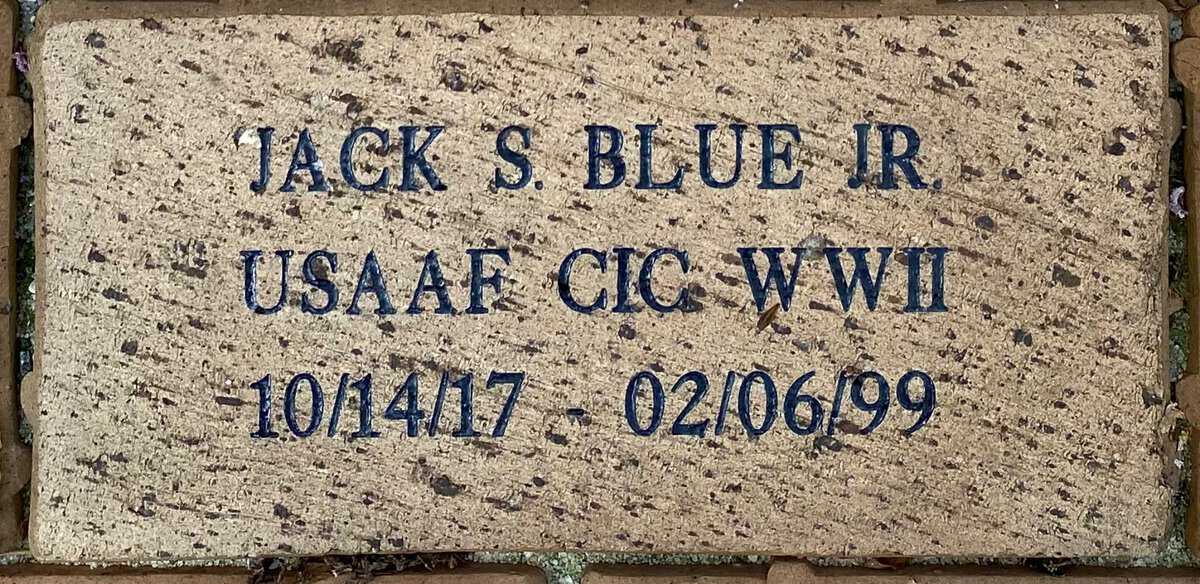 JACK S. BLUE JR.
USAAF CIC WWII
10/14/17 - 02/06/99